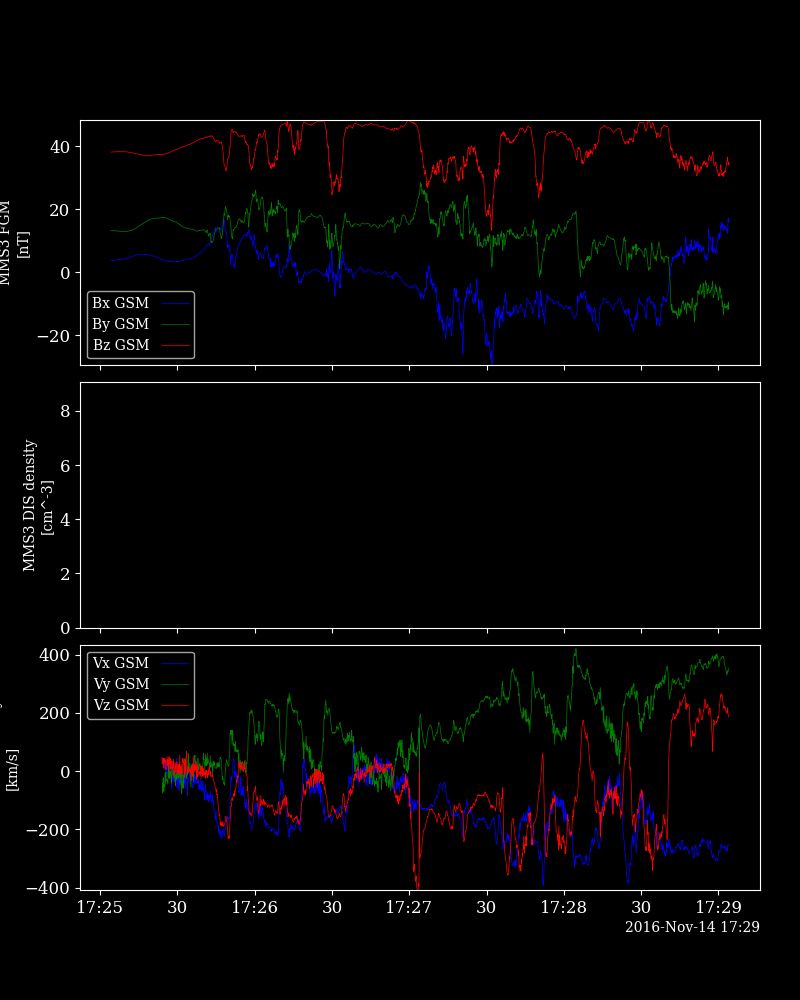 40
20
0
−20
MMS3 FGM
[nT]
Bx GSM
By GSM
Bz GSM
8
6
4
2
0
MMS3 DIS density
[cm^-3]
400
200
0
−200
−400
[km/s]
Vx GSM
Vy GSM
Vz GSM
17:25 30 17:26 30 17:27 30 17:28 30 17:29
2016-Nov-14 17:29